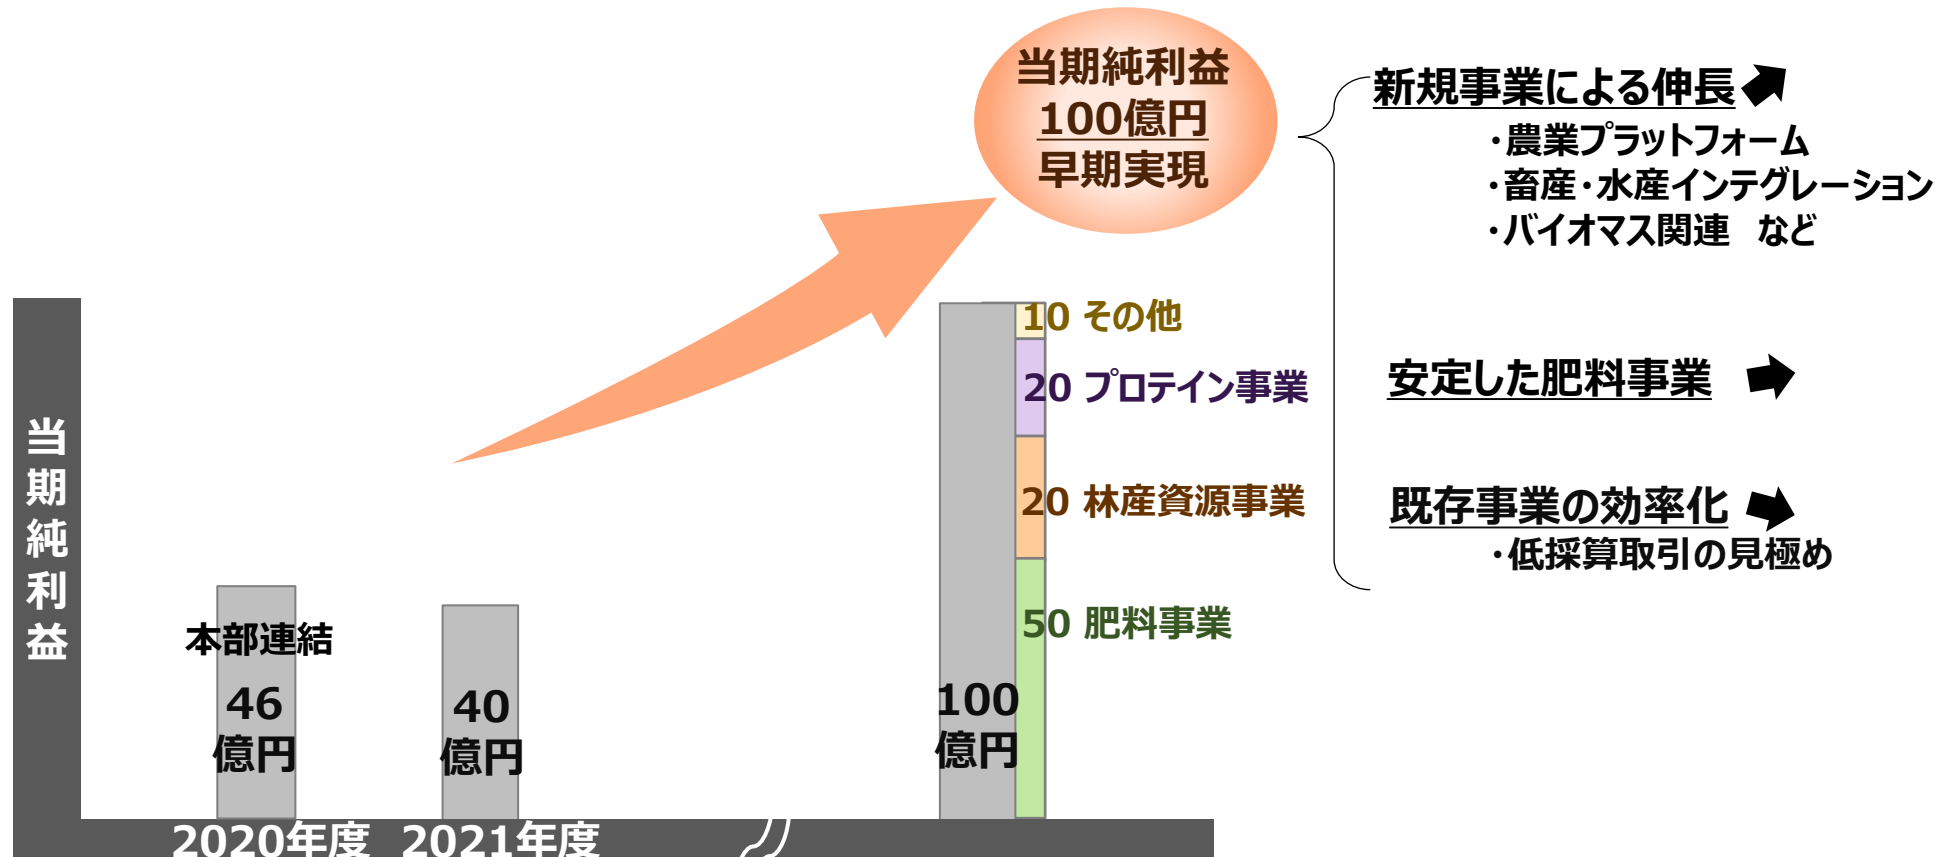 当期純利益
100億円
早期実現
新規事業による伸長
・農業プラットフォーム
・畜産・水産インテグレーション
・バイオマス関連　など
安定した肥料事業
既存事業の効率化
・低採算取引の見極め
10 その他
20 プロテイン事業
20 林産資源事業
50 肥料事業
100
億円
当期純利益
本部連結
46
億円
40
億円
2020年度
2021年度